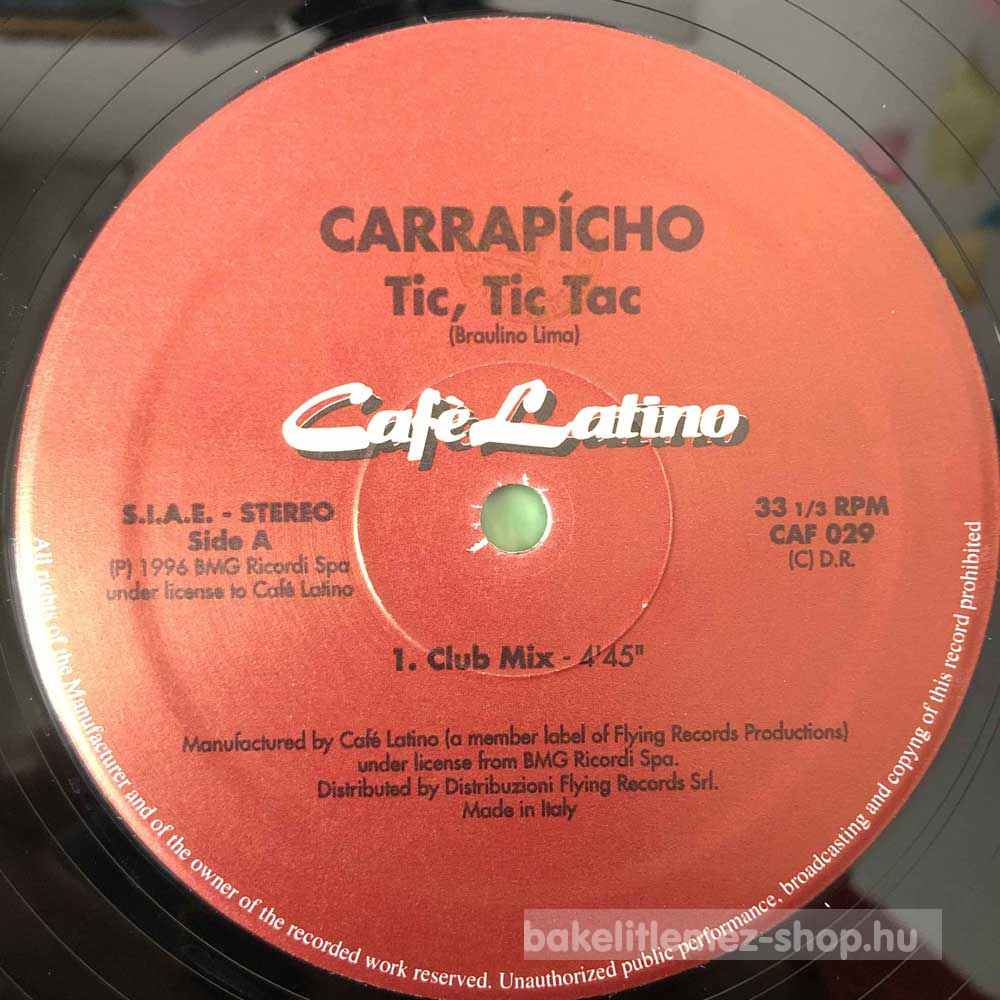 CARRAPÍCHO
Tic, Tic Tac
(Braulino Lima)
Cafè Latino
S.I.A.E. - STEREO
Side A
(P) 1996 BMG Ricordi Spa
under license to Café Latino
33 1/3 RPM
CAF 029
(C) D.R.
1. Club Mix - 4'45"
Manufactured by Café Latino (a member label of Flying Records Productions)
under license from BMG Ricordi Spa.
Distributed by Distribuzioni Flying Records Srl.
Made in Italy
All rights of the Manufacturer and of the owner of the recorded work reserved. Unauthorized public performance, broadcasting and copyng of this record prohibited
bakelitlemez-shop.hu